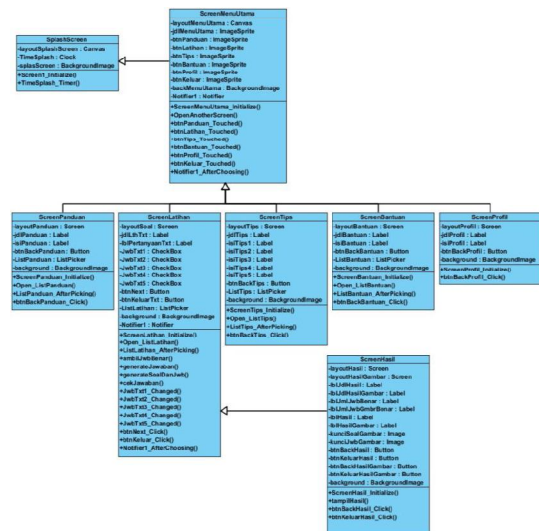 SplashScreen
-layoutSplashScreen : Canvas
-TimeSplash : Clock
-splasScreen : BackgroundImage
+Screen1_Initialize()
+TimeSplash_Timer()
ScreenMenuUtama
-layoutMenuUtama : Canvas
-jdlMenuUtama : ImageSprite
-btnPanduan : ImageSprite
-btnLatihan : ImageSprite
-btnTips : ImageSprite
-btnBantuan : ImageSprite
-btnProfil : ImageSprite
-btnKeluar : ImageSprite
-backMenuUtama : BackgroundImage
-Notifier1 : Notifier
+ScreenMenuUtama_Initialize()
+OpenAnotherScreen()
+btnPanduan_Touched()
+btnLatihan_Touched()
+btnTips_Touched()
+btnBantuan_Touched()
+btnProfil_Touched()
+btnKeluar_Touched()
+Notifier1_AfterChoosing()
ScreenPanduan
-layoutPanduan : Screen
-jdlPanduan : Label
-isiPanduan : Label
-btnBackPanduan : Button
-ListPanduan : ListPicker
-background : BackgroundImage
+ScreenPanduan_Initialize()
+Open_ListPanduan()
+ListPanduan_AfterPicking()
+btnBackPanduan_Click()
ScreenLatihan
-layoutSoal : Screen
-jdlLthTxt : Label
-lblPertanyaanTxt : Label
-JwbTxt1 : CheckBox
-JwbTxt2 : CheckBox
-JwbTxt3 : CheckBox
-JwbTxt4 : CheckBox
-JwbTxt5 : CheckBox
-btnNext : Button
-btnKeluarTxt : Button
-ListLatihan : ListPicker
-background : BackgroundImage
-Notifier1 : Notifier
+ScreenLatihan_Initialize()
+Open_ListLatihan()
+ListLatihan_AfterPicking()
+ambilJwbBenar()
+generateJawaban()
+generateSoalDanJwb()
+cekJawaban()
+JwbTxt1_Changed()
+JwbTxt2_Changed()
+JwbTxt3_Changed()
+JwbTxt4_Changed()
+JwbTxt5_Changed()
+btnNext_Click()
+btnKeluar_Click()
+Notifier1_AfterChoosing()
ScreenTips
-layoutTips : Screen
-jdlTips : Label
-isiTips1 : Label
-isiTips2 : Label
-isiTips3 : Label
-isiTips4 : Label
-isiTips5 : Label
-btnBackTips : Button
-ListTips : ListPicker
-background : BackgroundImage
+ScreenTips_Initialize()
+Open_ListTips()
+ListTips_AfterPicking()
+btnBackTips_Click()
ScreenBantuan
-layoutBantuan : Screen
-jdlBantuan : Label
-isiBantuan : Label
-btnBackBantuan : Button
-ListBantuan : ListPicker
-background : BackgroundImage
+ScreenBantuan_Initialize()
+Open_ListBantuan()
+ListBantuan_AfterPicking()
+btnBackBantuan_Click()
ScreenProfil
-layoutProfil : Screen
-jdlProfil : Label
-isiProfil : Label
-btnBackProfil : Button
-background : BackgroundImage
+ScreenProfil_Initialize()
+btnBackProfil_Click()
ScreenHasil
-layoutHasil : Screen
-layoutHasilGambar : Screen
-lblJdlHasil : Label
-lblJdlHasilGambar : Label
-lblJmlJwbBenar : Label
-lblJmlJwbGmbrBenar : Label
-lblHasil : Label
-lblHasilGambar : Label
-kunciSoalGambar : Image
-kunciJwbGambar : Image
-btnBackHasil : Button
-btnKeluarHasil : Button
-btnBackHasilGambar : Button
-btnKeluarHasilGambar : Button
-background : BackgroundImage
+ScreenHasil_Initialize()
+tampilHasil()
+btnBackHasil_Click()
+btnKeluarHasil_Click()